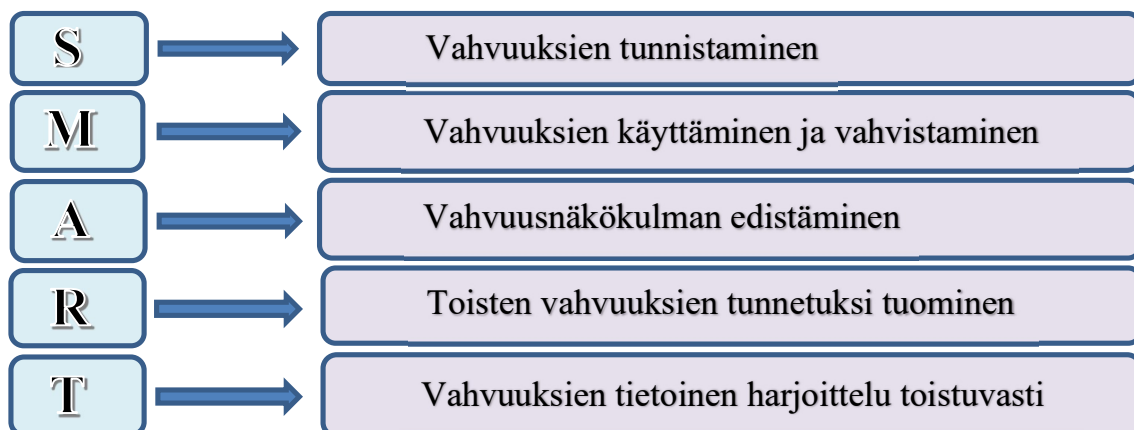 S Vahvuuksien tunnistaminen
M Vahvuuksien käyttäminen ja vahvistaminen
A Vahvuusnäkökulman edistäminen
R Toisten vahvuuksien tunnetuksi tuominen
T Vahvuuksien tietoinen harjoittelu toistuvasti